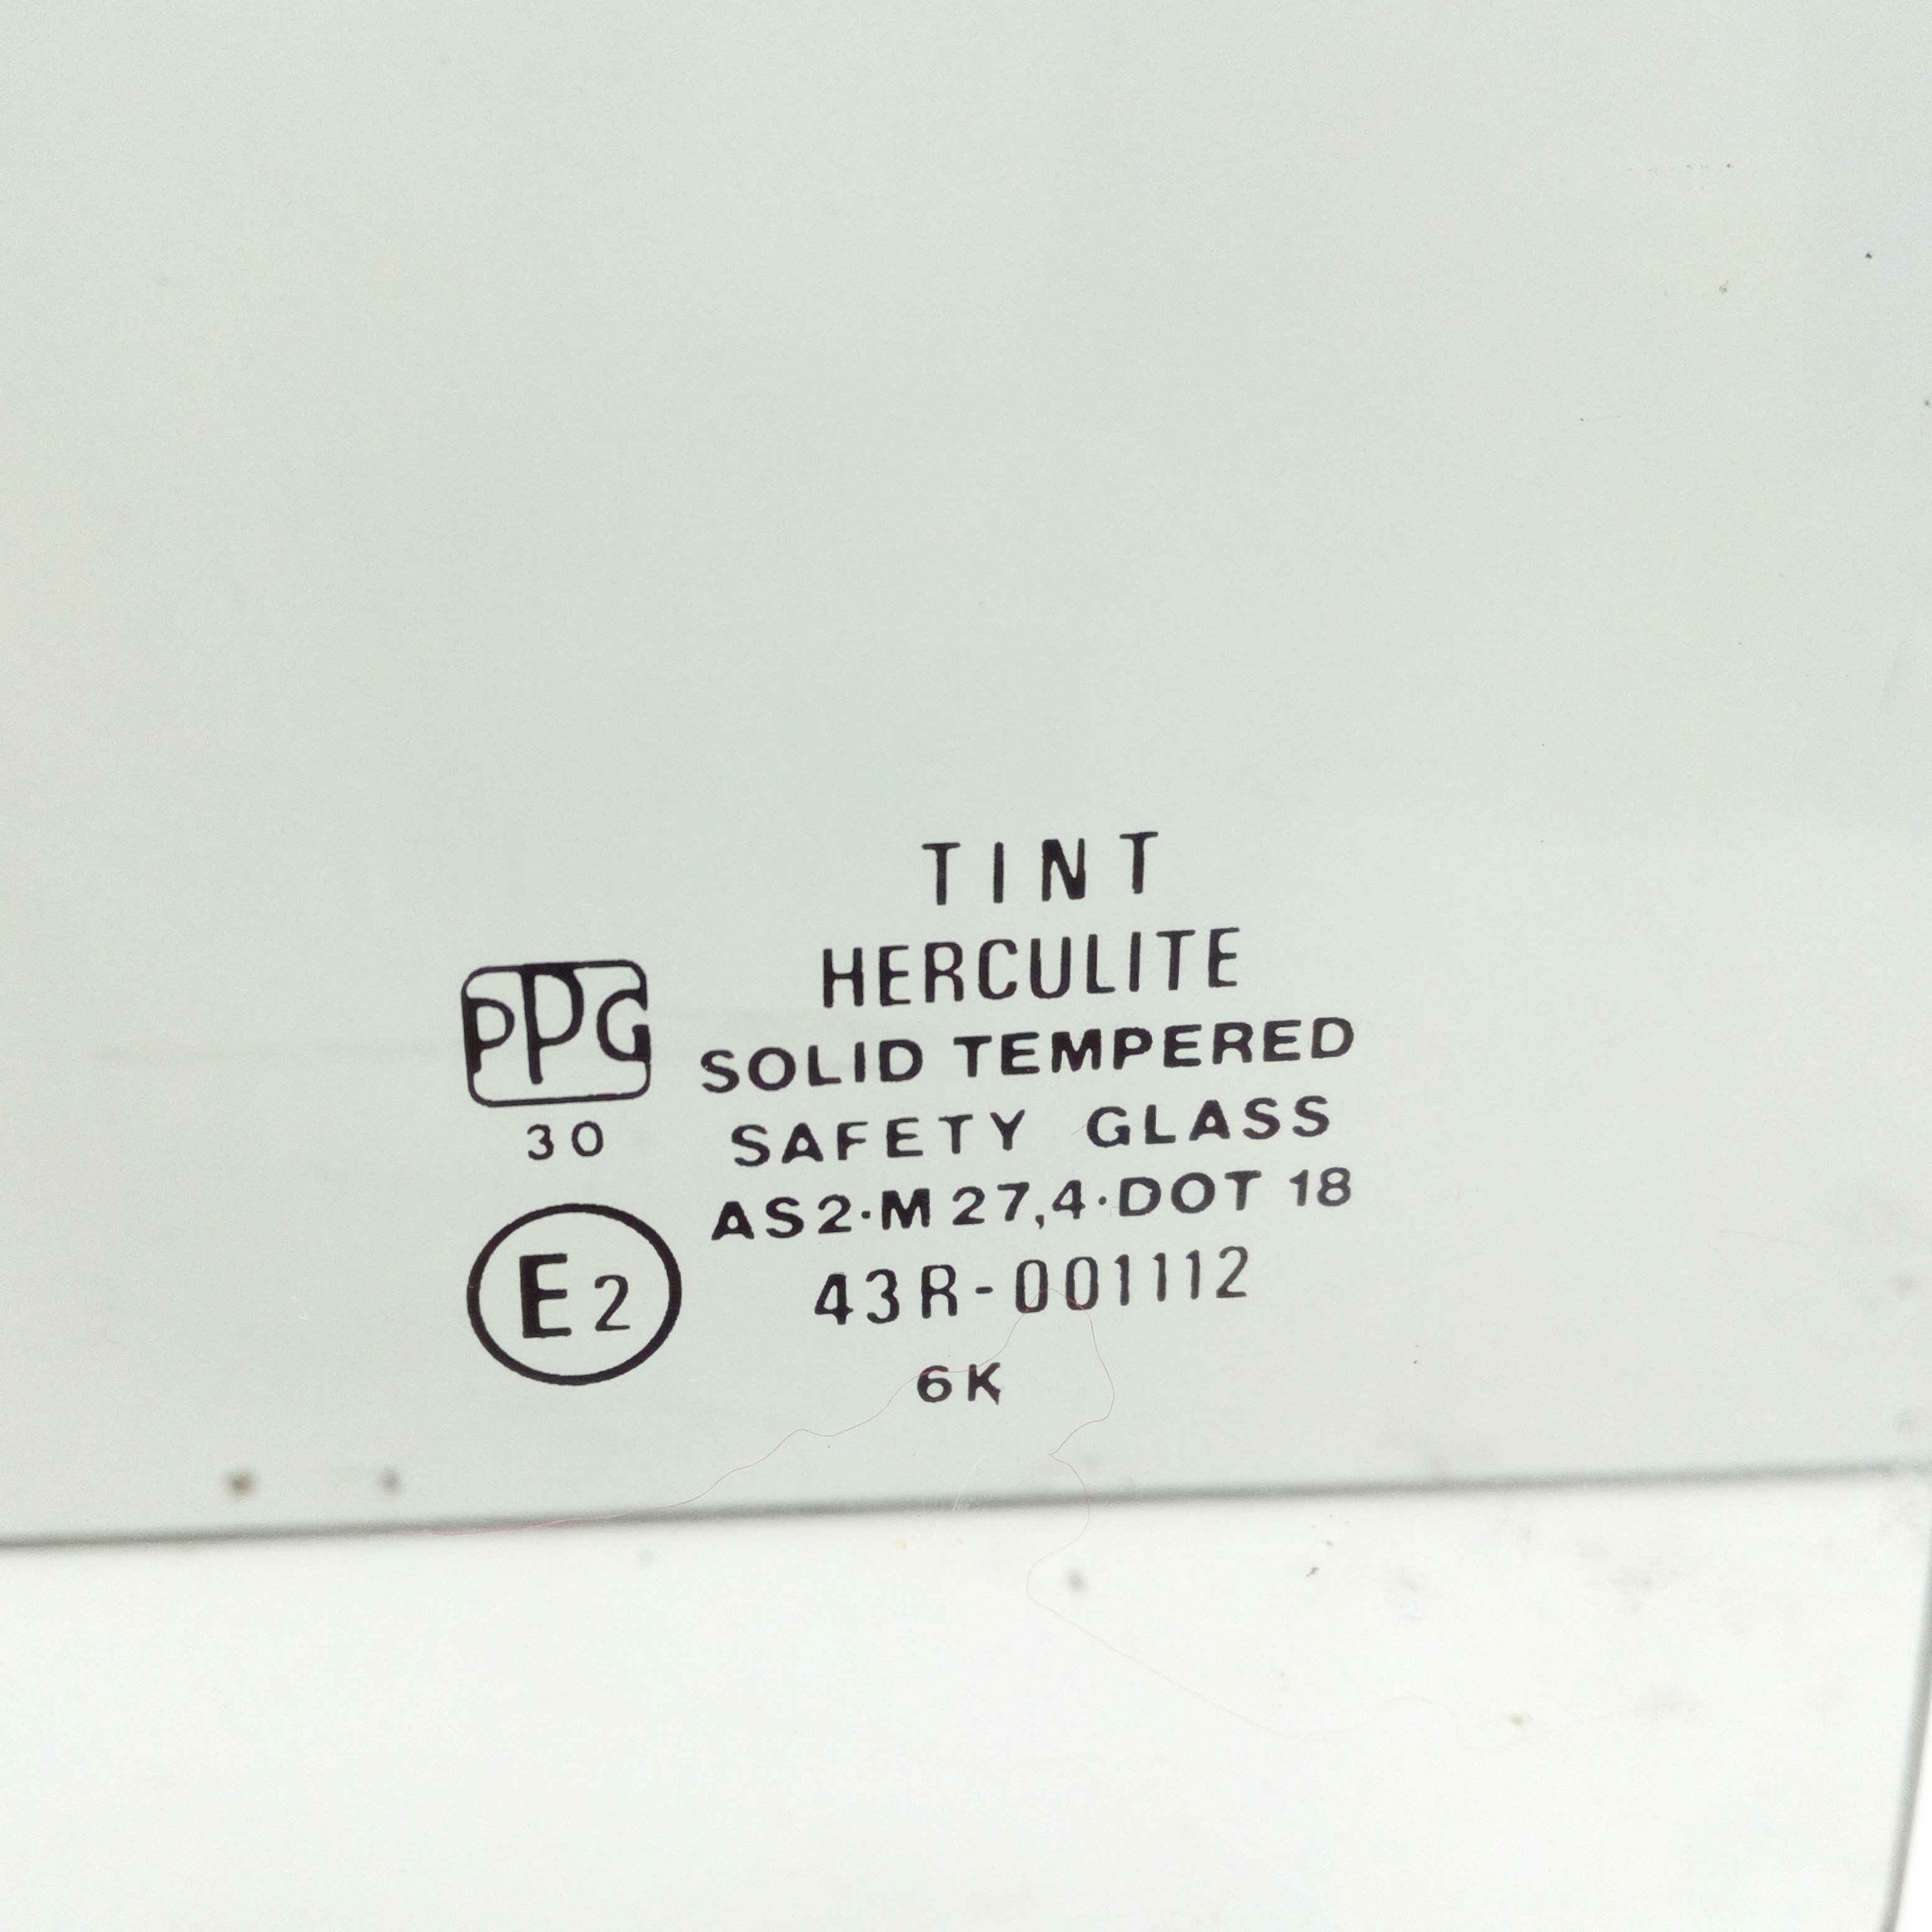 TINT
HERCULITE
SOLID TEMPERED
SAFETY GLASS
AS2·M27,4·DOT 18
43R-001112
6K
PPG
30
E2